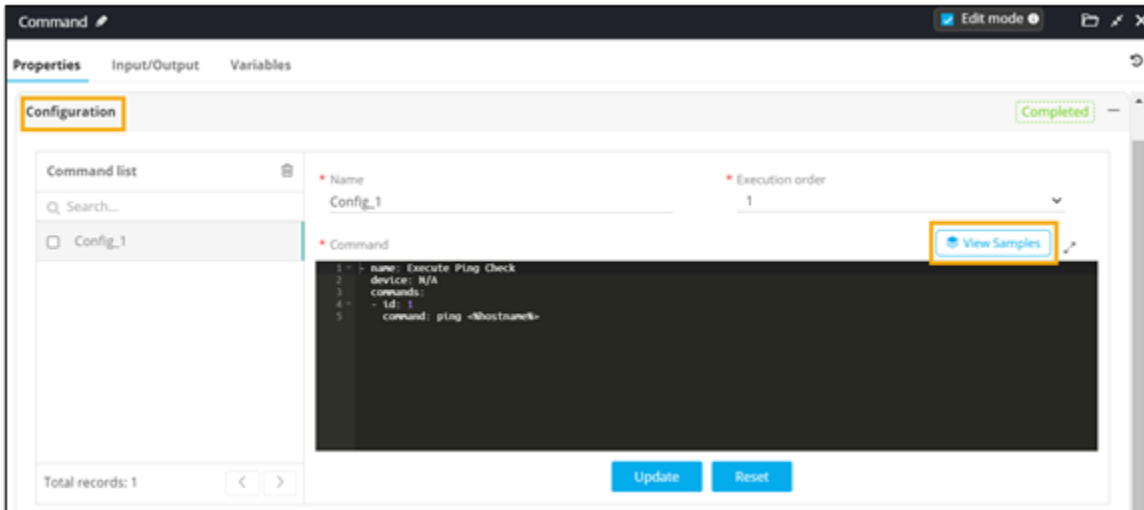 Command
Edit mode
Properties Input/Output Variables
Configuration
Completed
Command list
Search...
Config_1
Total records: 1
* Name
Config_1
* Execution order
1
* Command
View Samples
1 - name: Execute Ping Check
2 device: N/A
3 commands:
4 - id: 1
5 command: ping <%hostname%>
Update Reset